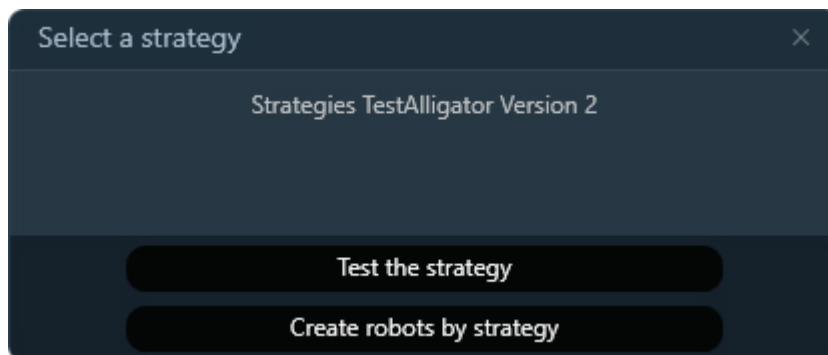 Select a strategy
Strategies TestAlligator Version 2
Test the strategy
Create robots by strategy